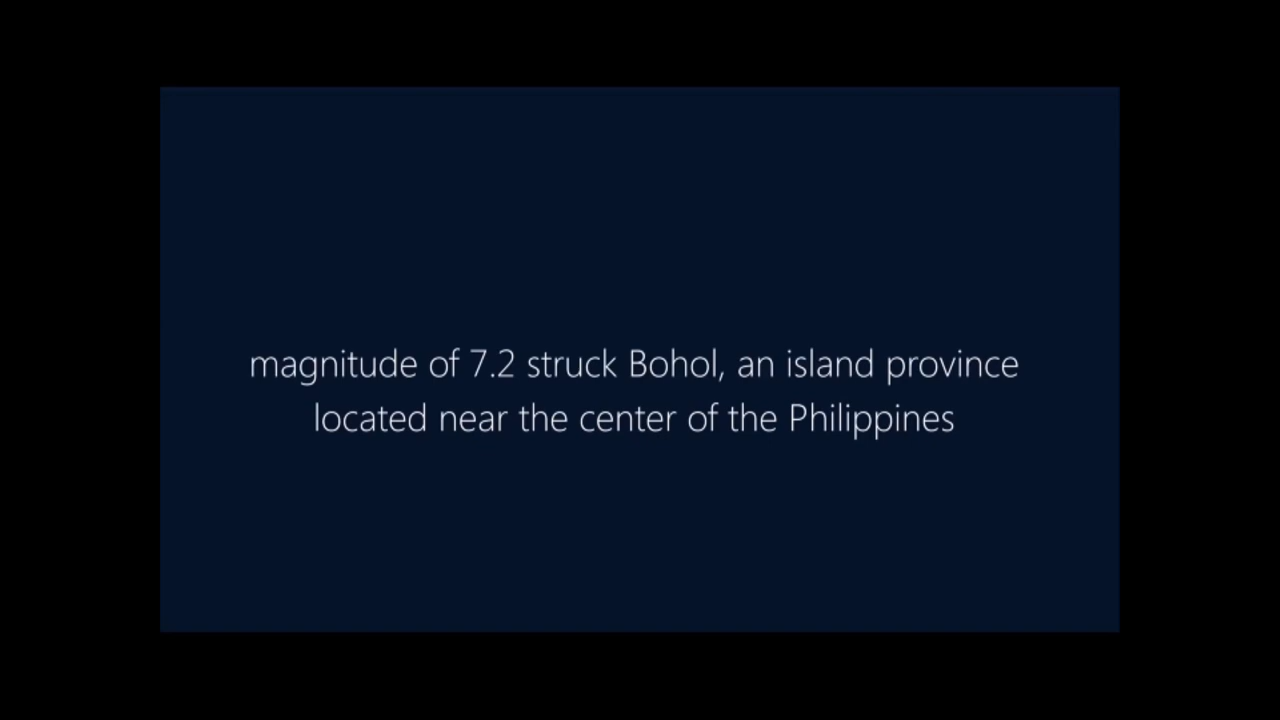 magnitude of 7.2 struck Bohol, an island province
located near the center of the Philippines